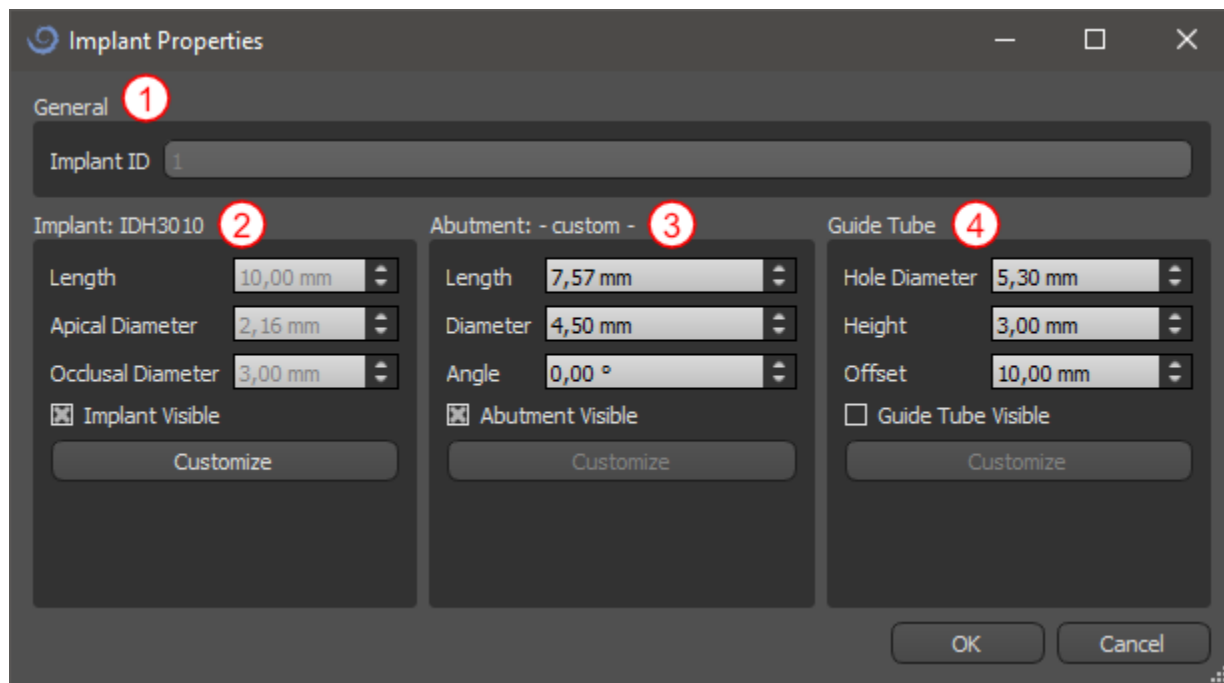 Implant Properties
General 1
Implant ID 1
Implant: IDH3010 2
Length 10,00 mm
Apical Diameter 2,16 mm
Occlusal Diameter 3,00 mm
Implant Visible
Customize
Abutment: - custom - 3
Length 7,57 mm
Diameter 4,50 mm
Angle 0,00 °
Abutment Visible
Customize
Guide Tube 4
Hole Diameter 5,30 mm
Height 3,00 mm
Offset 10,00 mm
Guide Tube Visible
Customize
OK Cancel